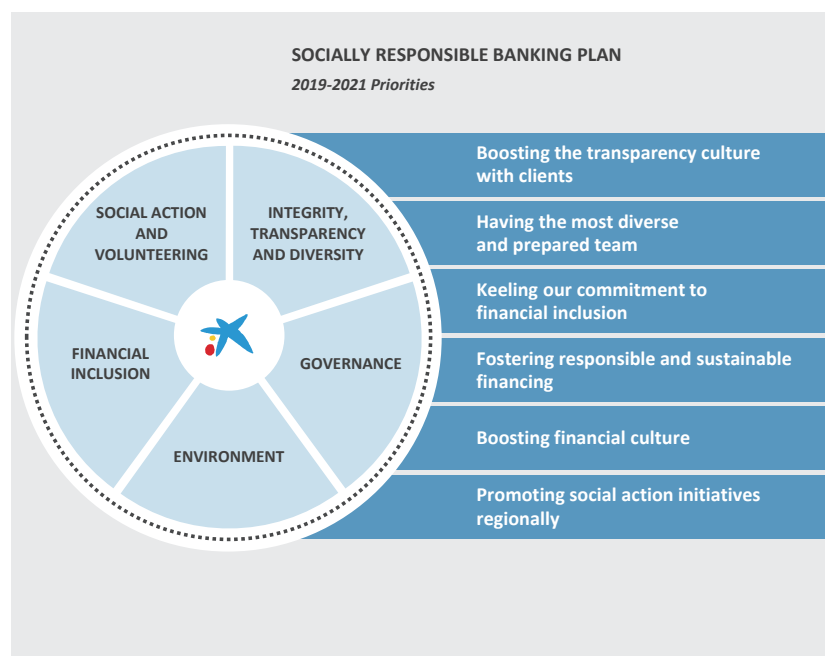 SOCIALLY RESPONSIBLE BANKING PLAN
2019-2021 Priorities
SOCIAL ACTION
AND
VOLUNTEERING
INTEGRITY,
TRANSPARENCY
AND DIVERSITY
FINANCIAL
INCLUSION
GOVERNANCE
ENVIRONMENT
Boosting the transparency culture
with clients
Having the most diverse
and prepared team
Keeling our commitment to
financial inclusion
Fostering responsible and sustainable
financing
Boosting financial culture
Promoting social action initiatives
regionally